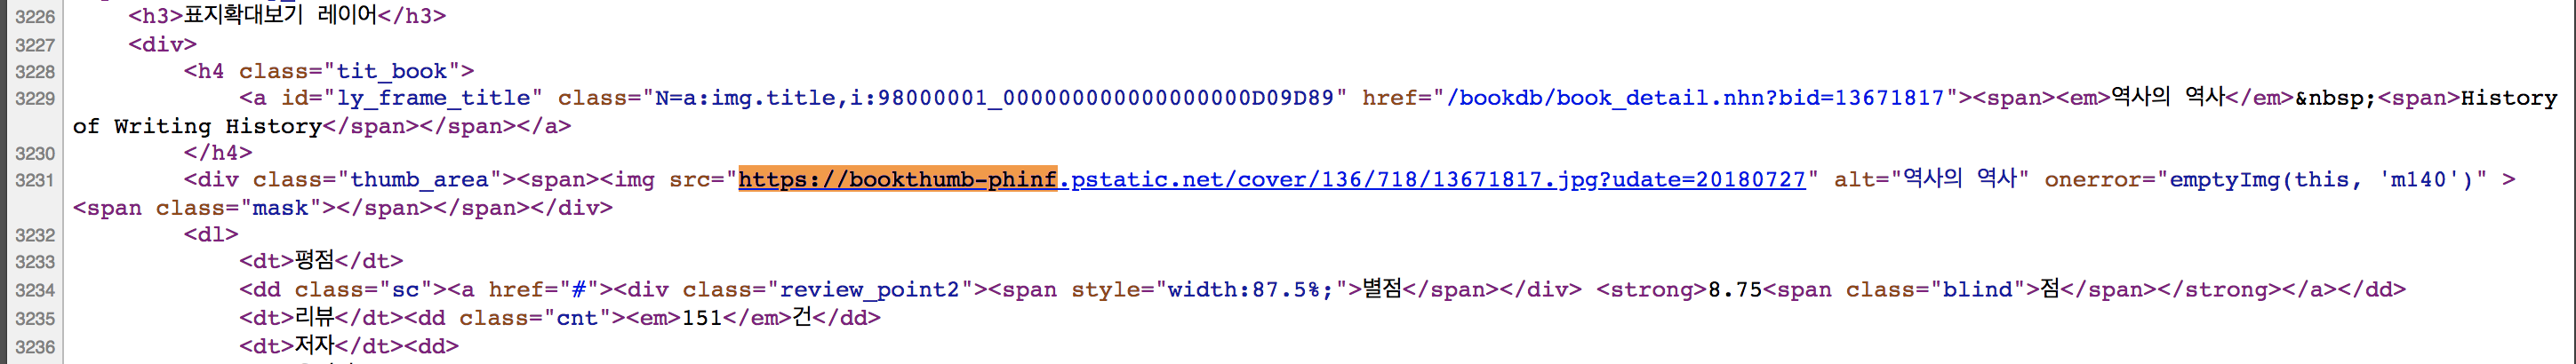 3226 <h3>표지확대보기 레이어</h3>
3227 <div>
3228 <h4 class="tit_book">
3229 <a id="ly_frame_title" class="N=a:img.title,i:98000001_000000000000000000D09D89" href="/bookdb/book_detail.nhn?bid=13671817"><span><em>역사의 역사</em>&nbsp;<span>History
of Writing History</span></span></a>
3230 </h4>
3231 <div class="thumb_area"><span><img src="https://bookthumb-phinf.pstatic.net/cover/136/718/13671817.jpg?udate=20180727" alt="역사의 역사" onerror="emptyImg(this, 'm140')" >
<span class="mask"></span></span></div>
3232 <dl>
3233 <dt>평점</dt>
3234 <dd class="sc"><a href="#"><div class="review_point2"><span style="width:87.5%;">별점</span></div> <strong>8.75<span class="blind">점</span></strong></a></dd>
3235 <dt>리뷰</dt><dd class="cnt"><em>151</em>건</dd>
3236 <dt>저자</dt><dd>